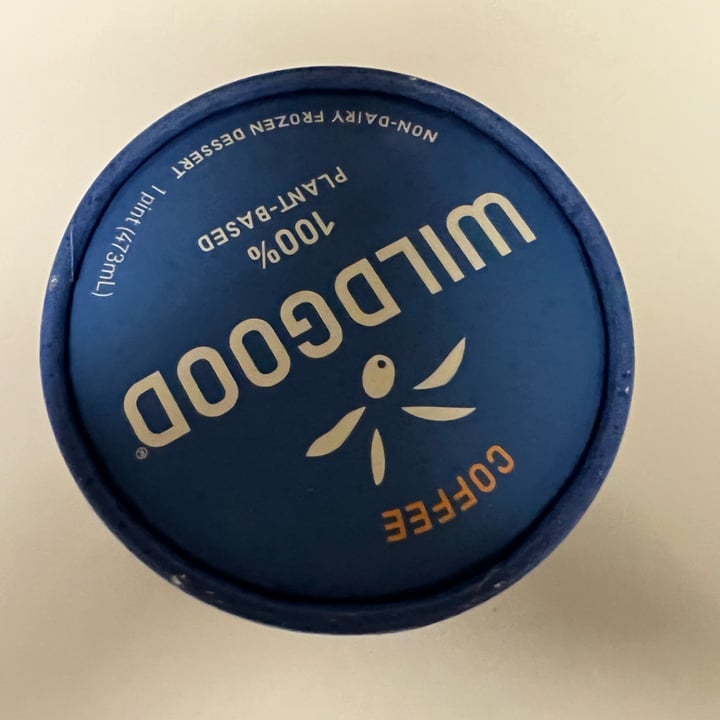 COFFEE
WILDGOOD®
100%
PLANT-BASED
NON-DAIRY FROZEN DESSERT 1 pint (473mL)